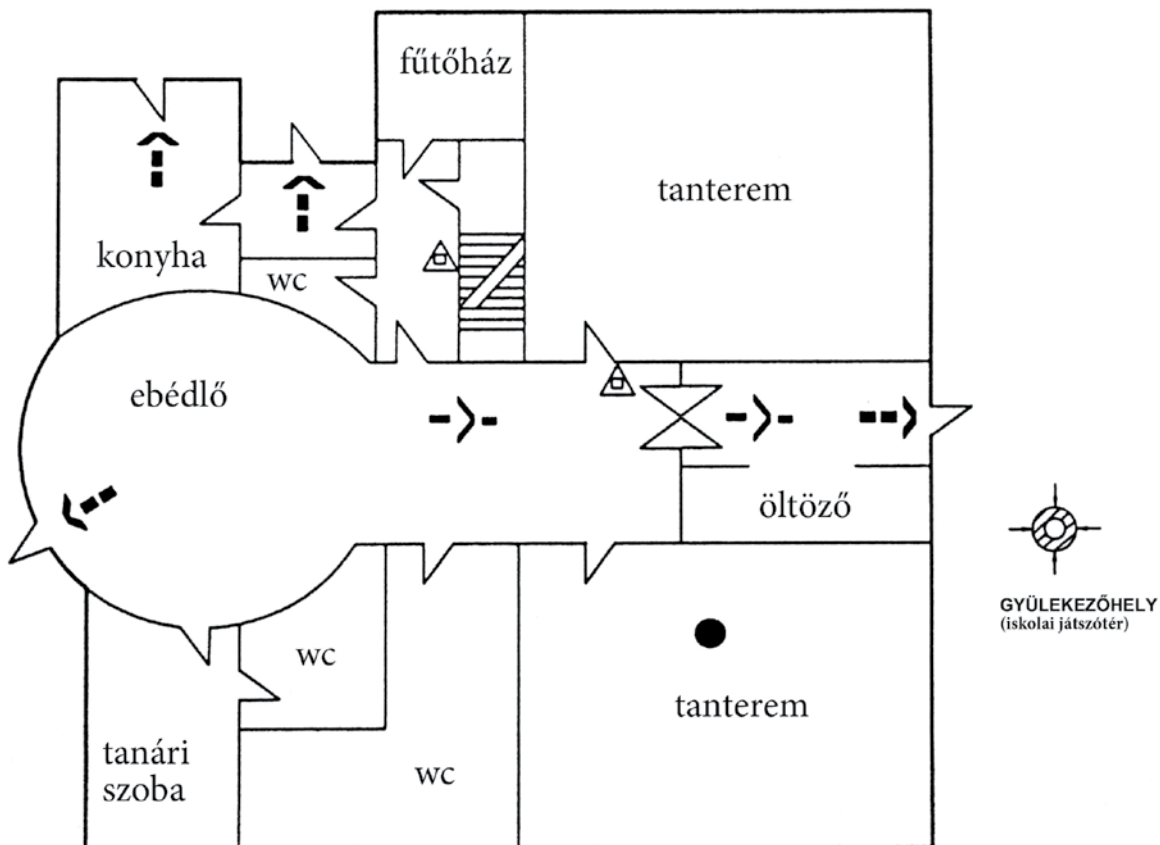 fűtőház
tanterem
konyha
wc
ebédlő
öltöző
GYÜLEKEZŐHELY
(iskolai játszótér)
wc
tanterem
tanári
szoba
wc